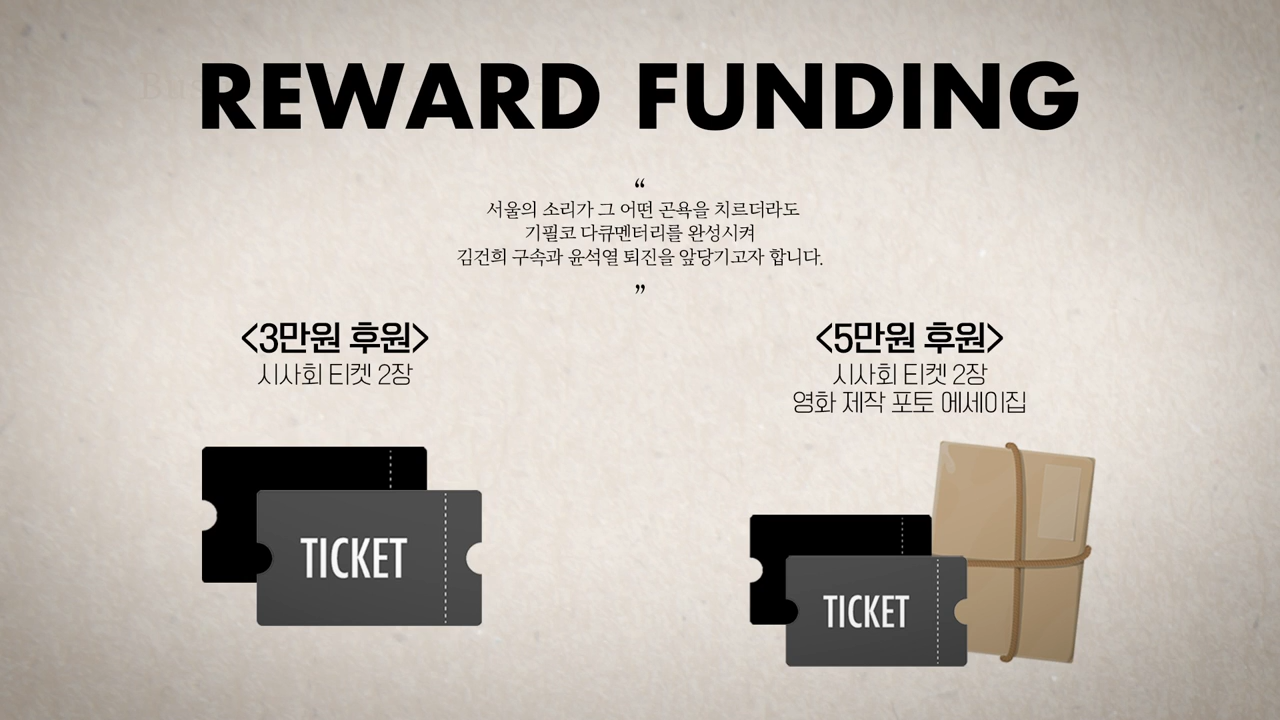 REWARD FUNDING
“
서울의 소리가 그 어떤 곤욕을 치르더라도
기필코 다큐멘터리를 완성시켜
김건희 구속과 윤석열 퇴진을 앞당기고자 합니다.
”
<3만원 후원>
시사회 티켓 2장
<5만원 후원>
시사회 티켓 2장
영화 제작 포토 에세이집
TICKET
TICKET